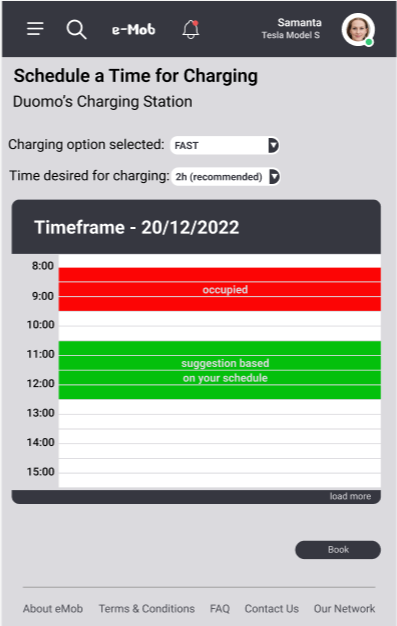 e-Mob
Samanta
Tesla Model S
Schedule a Time for Charging
Duomo's Charging Station
Charging option selected: FAST
Time desired for charging: 2h (recommended)
Timeframe - 20/12/2022
8:00
occupied
9:00
10:00
11:00
suggestion based
on your schedule
12:00
13:00
14:00
15:00
load more
Book
About eMob Terms & Conditions FAQ Contact Us Our Network